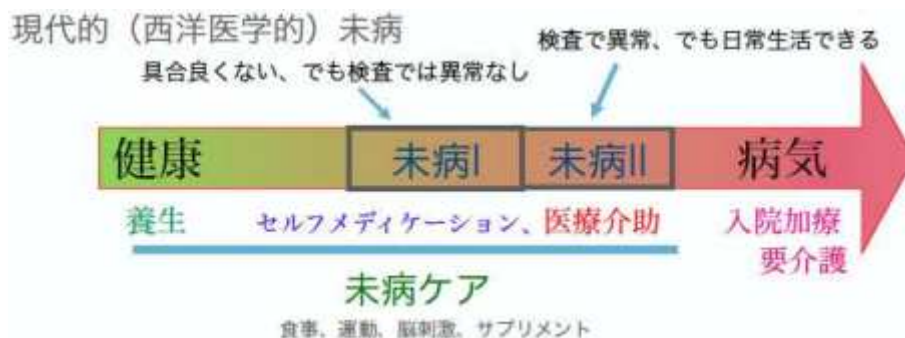 現代的（西洋医学的）未病
検査で異常、でも日常生活できる
具合良くない、でも検査では異常なし
健康 未病I 未病II 病気
養生 セルフメディケーション、医療介助 入院加療
要介護
未病ケア
食事、運動、脳刺激、サプリメント